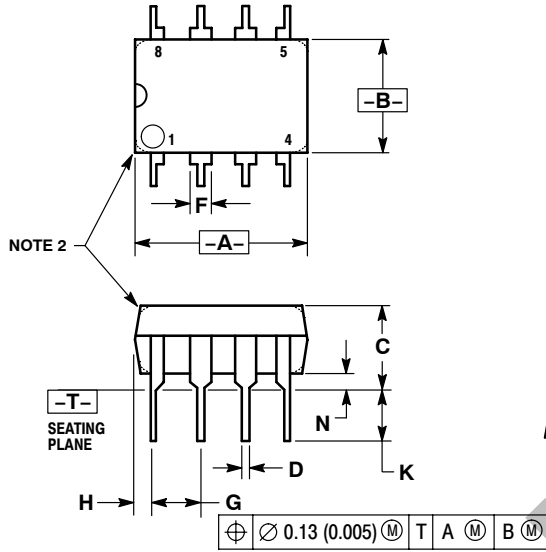 8 5
-B-
1 4
F
NOTE 2
-A-
C
-T-
N
SEATING
PLANE
D
K
H G
⌖ ∅ 0.13 (0.005) Ⓜ T A Ⓜ B Ⓜ